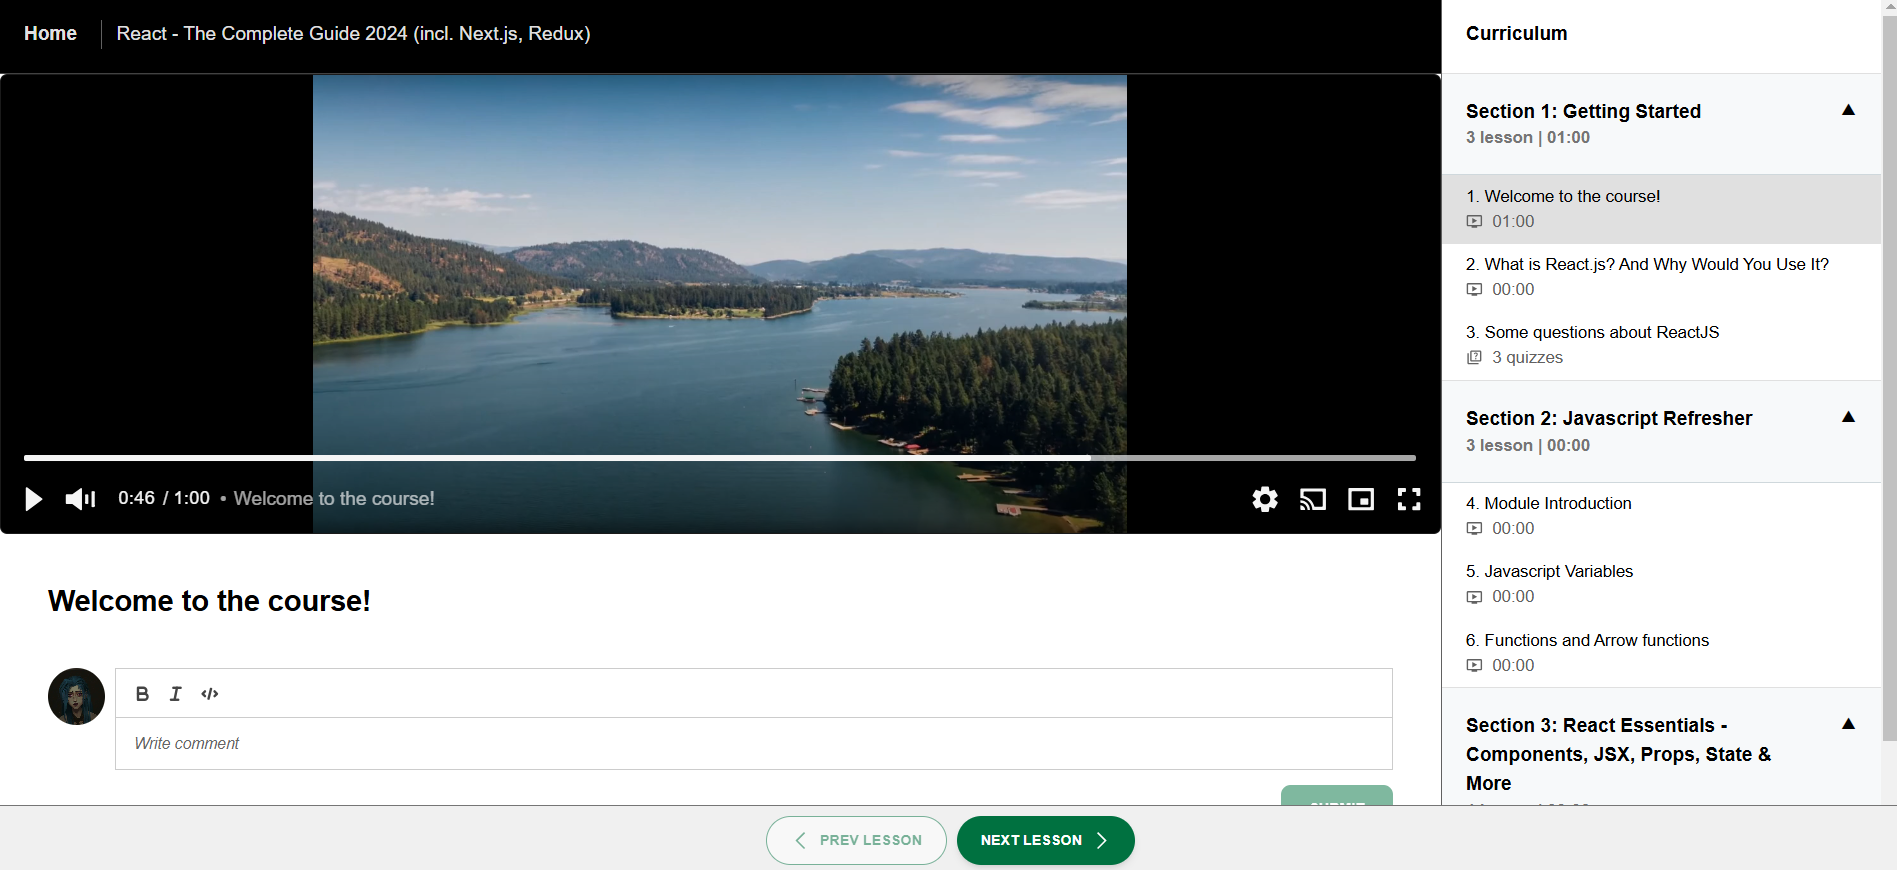 Home
React - The Complete Guide 2024 (incl. Next.js, Redux)
0:46 / 1:00 • Welcome to the course!
Welcome to the course!
B I </>
Write comment
PREV LESSON
NEXT LESSON
Curriculum
Section 1: Getting Started
3 lesson | 01:00
1. Welcome to the course!
01:00
2. What is React.js? And Why Would You Use It?
00:00
3. Some questions about ReactJS
3 quizzes
Section 2: Javascript Refresher
3 lesson | 00:00
4. Module Introduction
00:00
5. Javascript Variables
00:00
6. Functions and Arrow functions
00:00
Section 3: React Essentials -
Components, JSX, Props, State &
More